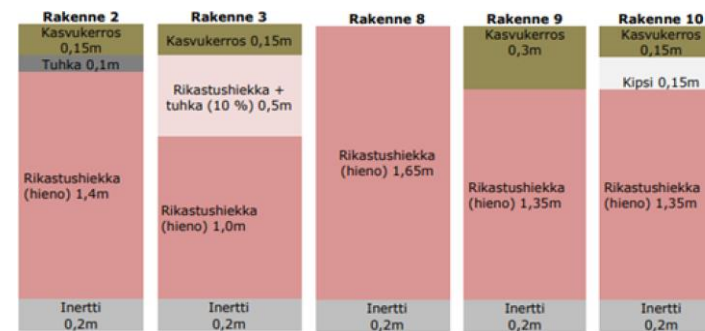 Rakenne 2
Kasvukerros
0,15m
Tuhka 0,1m
Rikastushiekka
(hieno) 1,4m
Inertti
0,2m
Rakenne 3
Kasvukerros 0,15m
Rikastushiekka +
tuhka (10 %) 0,5m
Rikastushiekka
(hieno) 1,0m
Inertti
0,2m
Rakenne 8
Rikastushiekka
(hieno) 1,65m
Inertti
0,2m
Rakenne 9
Kasvukerros
0,3m
Rikastushiekka
(hieno) 1,35m
Inertti
0,2m
Rakenne 10
Kasvukerros
0,15m
Kipsi 0,15m
Rikastushiekka
(hieno) 1,35m
Inertti
0,2m